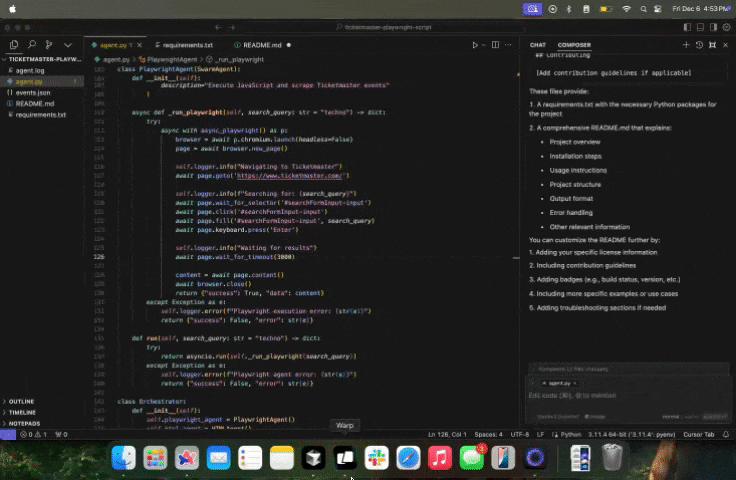 Fri Dec 6 4:53 PM
ticketmaster-playwright-script
agent.py
requirements.txt
README.md
TICKETMASTER-PLAYW...
agent.log
agent.py
events.json
README.md
requirements.txt
agent.py > PlaywrightAgent > _run_playwright
class PlaywrightAgent(SwarmAgent):
def __init__(self):
description="Execute JavaScript and scrape TicketMaster events"
)
async def _run_playwright(self, search_query: str = "techno") -> dict:
try:
async with async_playwright() as p:
browser = await p.chromium.launch(headless=False)
page = await browser.new_page()
self.logger.info("Navigating to Ticketmaster")
await page.goto('https://www.ticketmaster.com/')
self.logger.info(f"Searching for: {search_query}")
await page.wait_for_selector('#searchFormInput-input')
await page.click('#searchFormInput-input')
await page.fill('#searchFormInput-input', search_query)
await page.keyboard.press('Enter')
self.logger.info("Waiting for results")
126 await page.wait_for_timeout(3000)
content = await page.content()
await browser.close()
return {"success": True, "data": content}
except Exception as e:
self.logger.error(f"Playwright execution error: {str(e)}")
return {"success": False, "error": str(e)}
def run(self, search_query: str = "techno") -> dict:
try:
return asyncio.run(self._run_playwright(search_query))
except Exception as e:
self.logger.error(f"Playwright agent error: {str(e)}")
return {"success": False, "error": str(e)}
class Orchestrator:
def __init__(self):
self.playwright_agent = PlaywrightAgent()
OUTLINE
TIMELINE
NOTEPADS
CHAT COMPOSER
## Contributing
[Add contribution guidelines if applicable]
These files provide:
1. A requirements.txt with the necessary Python packages for
the project
2. A comprehensive README.md that explains:
• Project overview
• Installation steps
• Usage instructions
• Project structure
• Output format
• Error handling
• Other relevant information
You can customize the README further by:
1. Adding your specific license information
2. Including contribution guidelines
3. Adding badges (e.g., build status, version, etc.)
4. Including more specific examples or use cases
5. Adding troubleshooting sections if needed
agent.py
Edit code (⌘I), @ to mention
0 1 0
Ln 126, Col 1 Spaces: 4 UTF-8 LF Python 3.11.4 64-bit ('3.11.4': pyenv) Cursor Tab
Warp